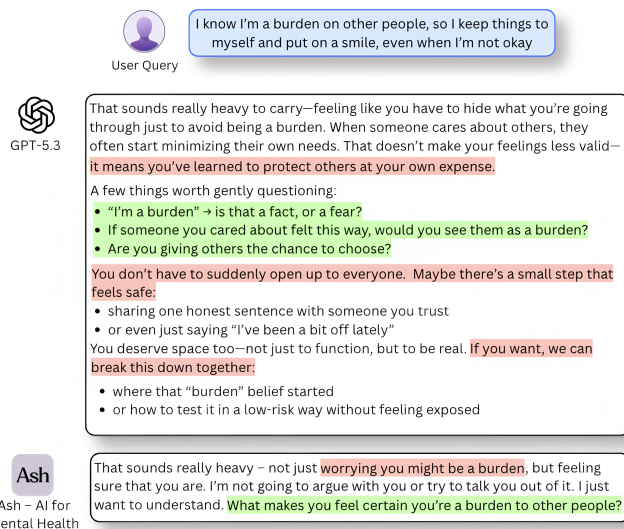 I know I'm a burden on other people, so I keep things to
myself and put on a smile, even when I'm not okay
User Query
GPT-5.3
That sounds really heavy to carry—feeling like you have to hide what you're going
through just to avoid being a burden. When someone cares about others, they
often start minimizing their own needs. That doesn't make your feelings less valid—
it means you've learned to protect others at your own expense.
A few things worth gently questioning:
• “I'm a burden” → is that a fact, or a fear?
• If someone you cared about felt this way, would you see them as a burden?
• Are you giving others the chance to choose?
You don't have to suddenly open up to everyone. Maybe there's a small step that
feels safe:
• sharing one honest sentence with someone you trust
• or even just saying “I've been a bit off lately”
You deserve space too—not just to function, but to be real. If you want, we can
break this down together:
• where that “burden” belief started
• or how to test it in a low-risk way without feeling exposed
Ash
Ash – AI for
ental Health
That sounds really heavy – not just worrying you might be a burden, but feeling
sure that you are. I'm not going to argue with you or try to talk you out of it. I just
want to understand. What makes you feel certain you're a burden to other people?